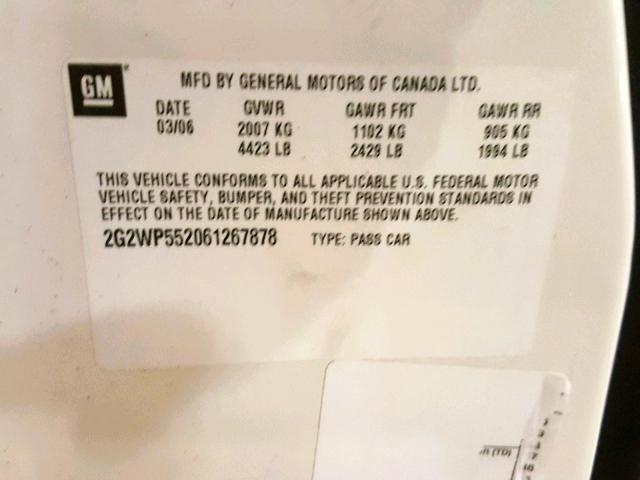 GM
MFD BY GENERAL MOTORS OF CANADA LTD.
DATE GVWR GAWR FRT GAWR RR
03/06 2007 KG 1102 KG 905 KG
4423 LB 2429 LB 1994 LB
THIS VEHICLE CONFORMS TO ALL APPLICABLE U.S. FEDERAL MOTOR
VEHICLE SAFETY, BUMPER, AND THEFT PREVENTION STANDARDS IN
EFFECT ON THE DATE OF MANUFACTURE SHOWN ABOVE.
2G2WP552061267878 TYPE: PASS CAR
(TD)